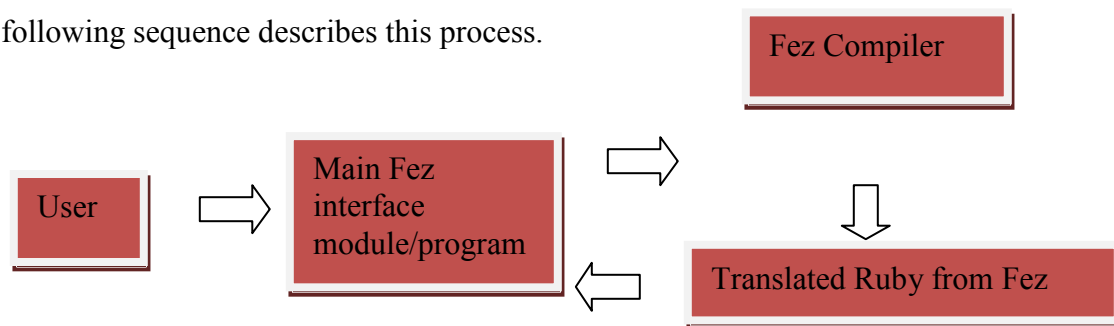 following sequence describes this process.
Fez Compiler
User
Main Fez
interface
module/program
Translated Ruby from Fez